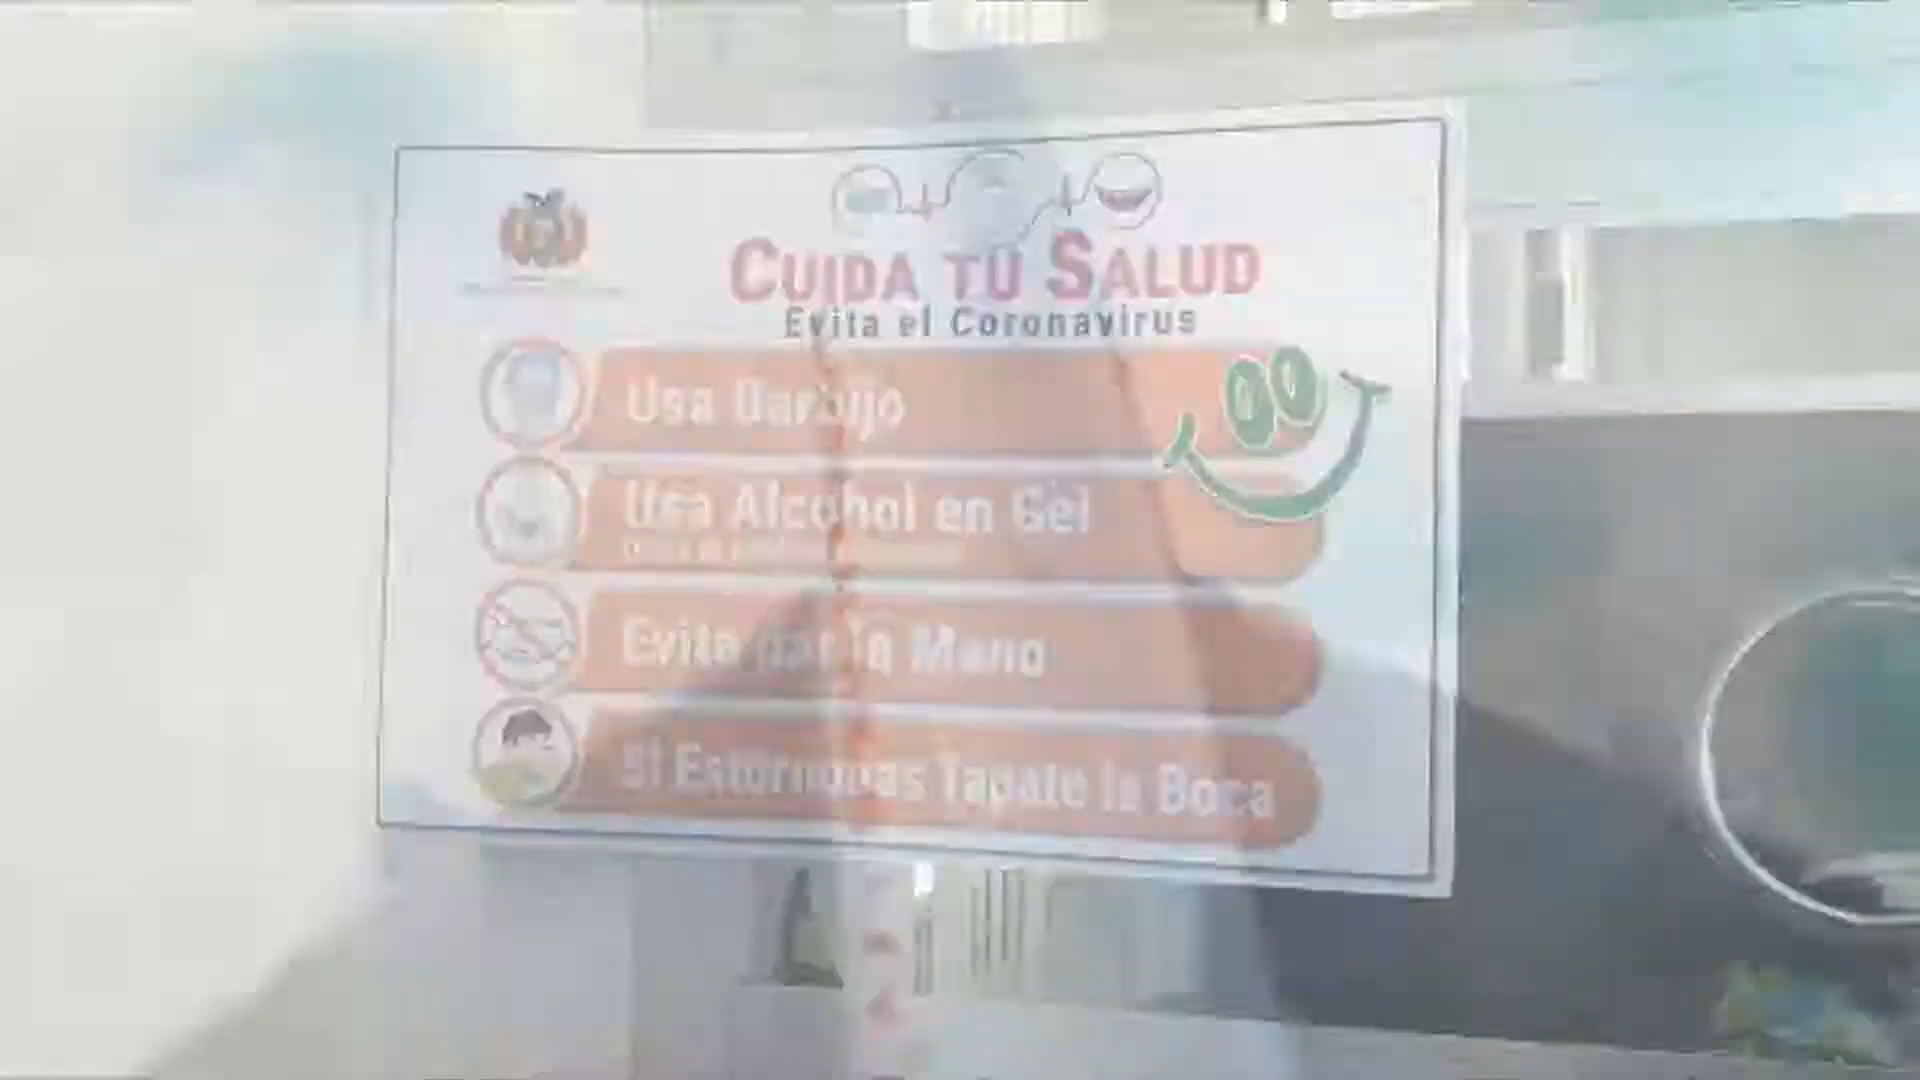 CUIDA TU SALUD
Evita el Coronavirus
Usa Barbijo
Usa Alcohol en Gel
Evita dar la Mano
Si Estornudas Tapate la Boca